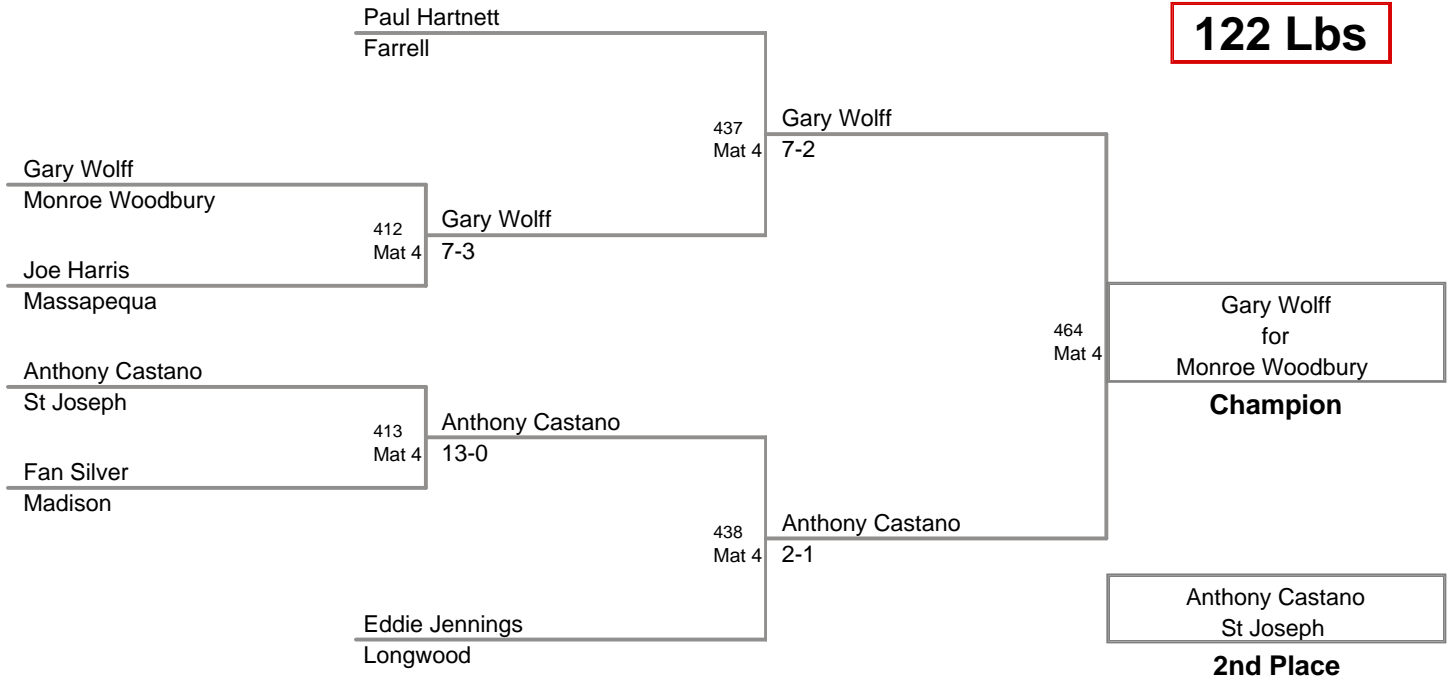 Paul Hartnett
Farrell
122 Lbs
437
Mat 4
Gary Wolff
7-2
Gary Wolff
Monroe Woodbury
412
Mat 4
Gary Wolff
7-3
Joe Harris
Massapequa
464
Mat 4
Gary Wolff
for
Monroe Woodbury
Champion
Anthony Castano
St Joseph
413
Mat 4
Anthony Castano
13-0
Fan Silver
Madison
438
Mat 4
Anthony Castano
2-1
Eddie Jennings
Longwood
Anthony Castano
St Joseph
2nd Place